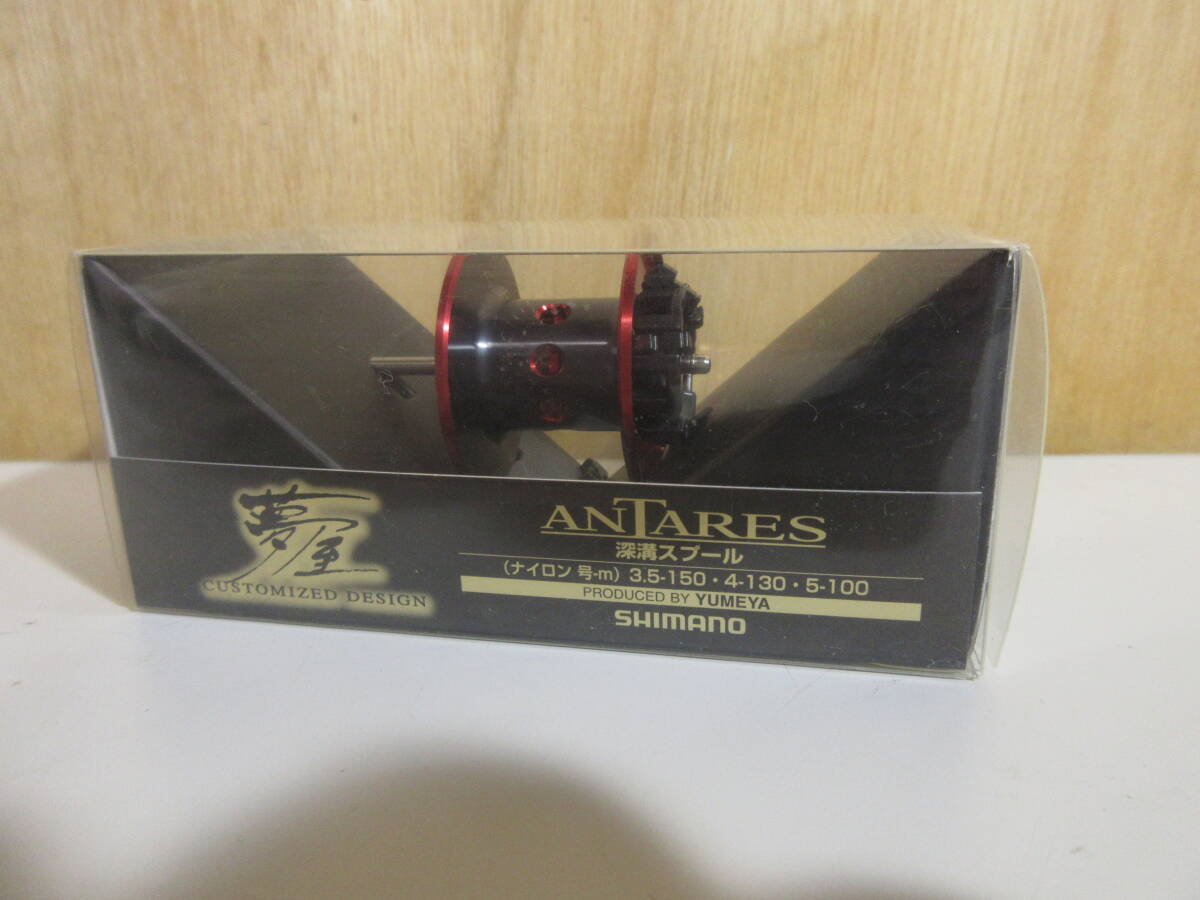 夢屋
CUSTOMIZED DESIGN
ANTARES
深溝スプール
(ナイロン 号-m) 3.5-150・4-130・5-100
PRODUCED BY YUMEYA
SHIMANO